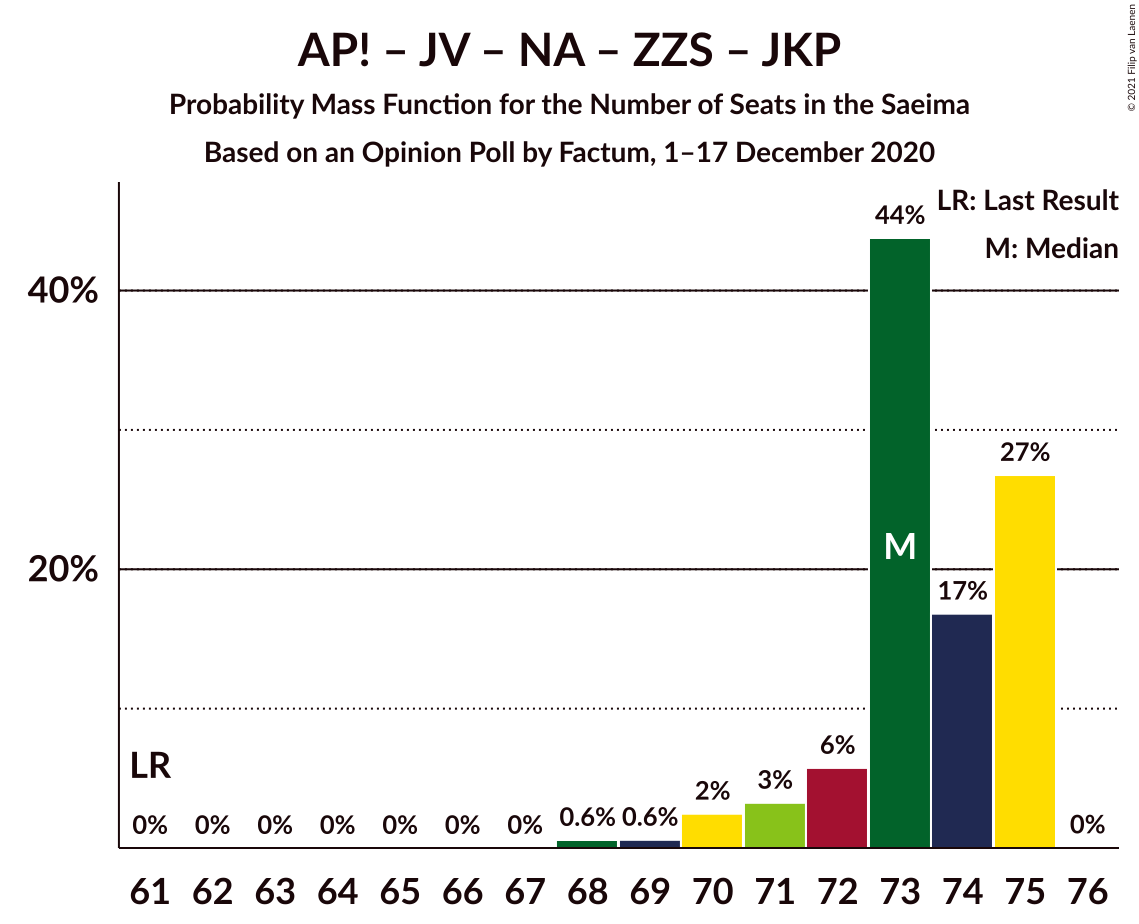 AP! – JV – NA – ZZS – JKP
Probability Mass Function for the Number of Seats in the Saeima
Based on an Opinion Poll by Factum, 1–17 December 2020
© 2021 Filip van Laenen
LR: Last Result
M: Median
40%
20%
44%
27%
M
17%
LR
6%
3%
2%
0% 0% 0% 0% 0% 0% 0% 0.6% 0.6% 0%
61 62 63 64 65 66 67 68 69 70 71 72 73 74 75 76